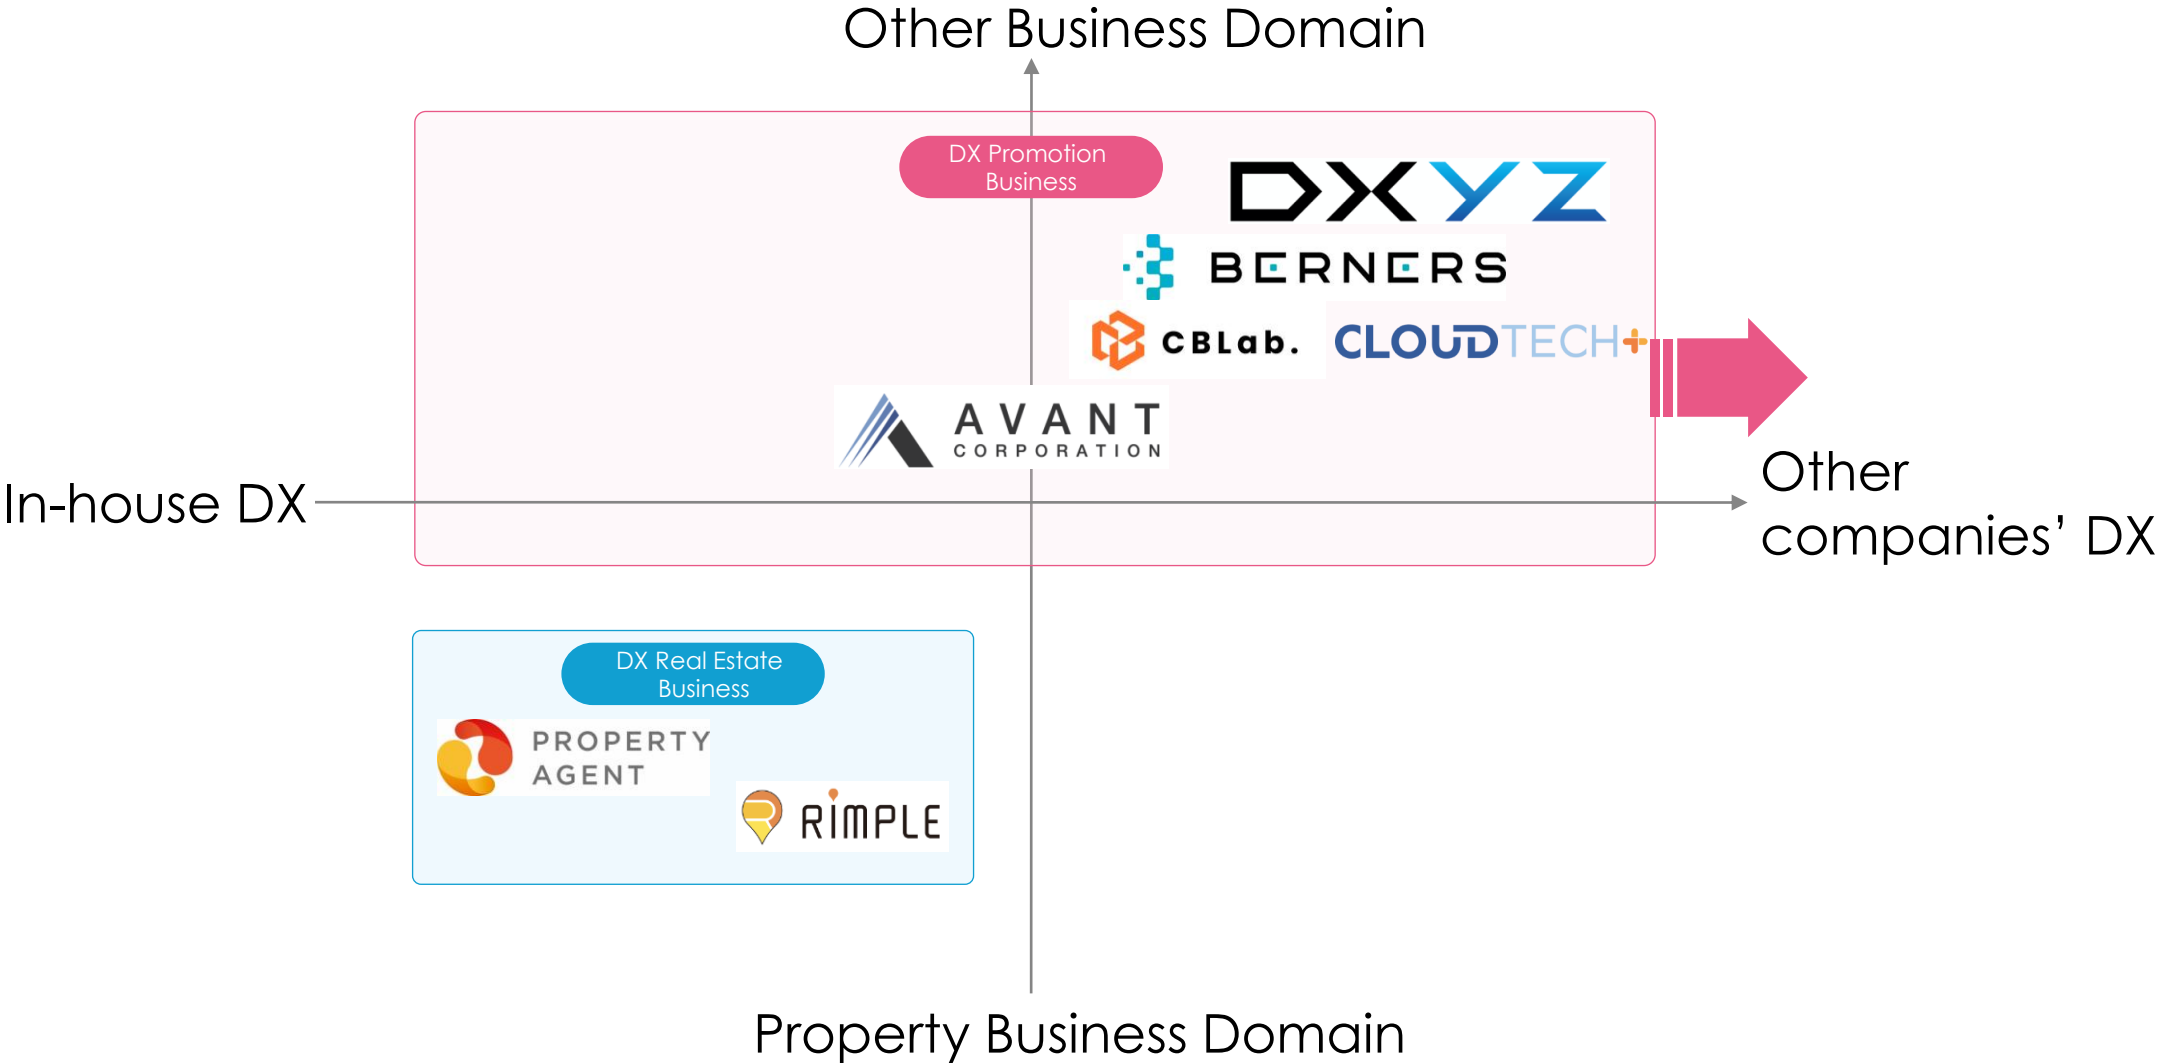 Other Business Domain
DX Promotion
Business
DXYZ
BERNERS
CBLab.
CLOUDTECH+
AVANT
CORPORATION
In-house DX
Other
companies’ DX
DX Real Estate
Business
PROPERTY
AGENT
RIMPLE
Property Business Domain